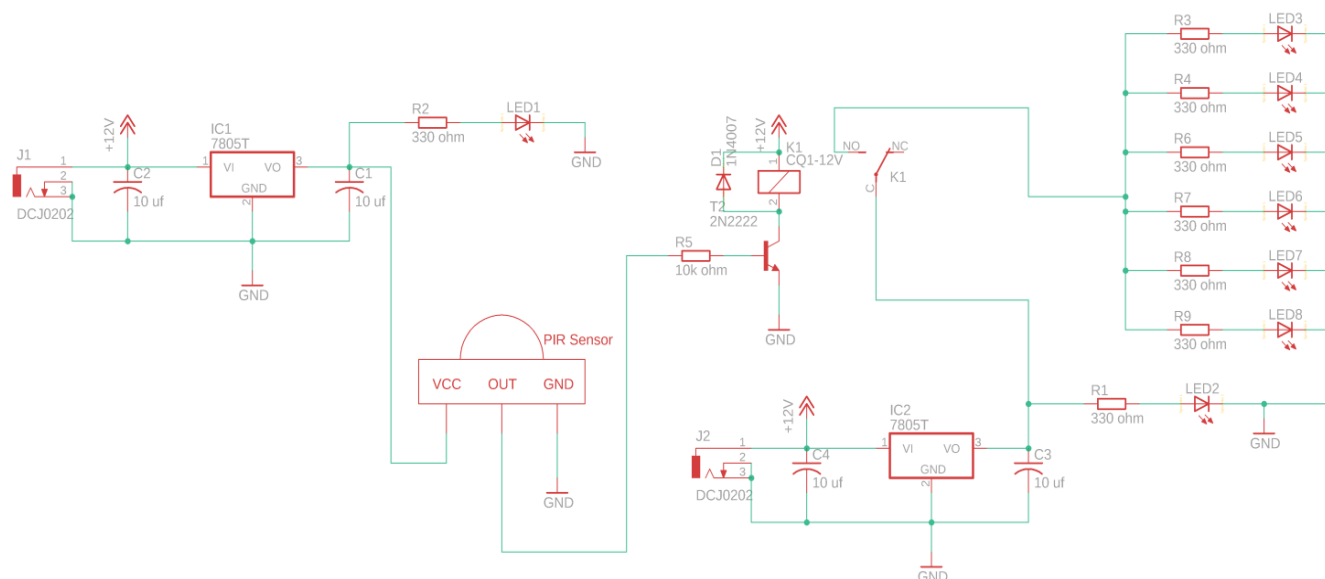 J1
1
2
3
DCJ0202
+12V
C2
10 uf
IC1
7805T
1
VI
VO
3
GND
2
GND
C1
10 uf
R2
330 ohm
LED1
GND
PIR Sensor
VCC
OUT
GND
GND
R5
10k ohm
D1
1N4007
+12V
K1
CQ1-12V
1
2
T2
2N2222
GND
NO
NC
C
K1
R3
330 ohm
LED3
R4
330 ohm
LED4
R6
330 ohm
LED5
R7
330 ohm
LED6
R8
330 ohm
LED7
R9
330 ohm
LED8
R1
330 ohm
LED2
GND
J2
1
2
3
DCJ0202
+12V
C4
10 uf
IC2
7805T
1
VI
VO
3
GND
2
GND
C3
10 uf